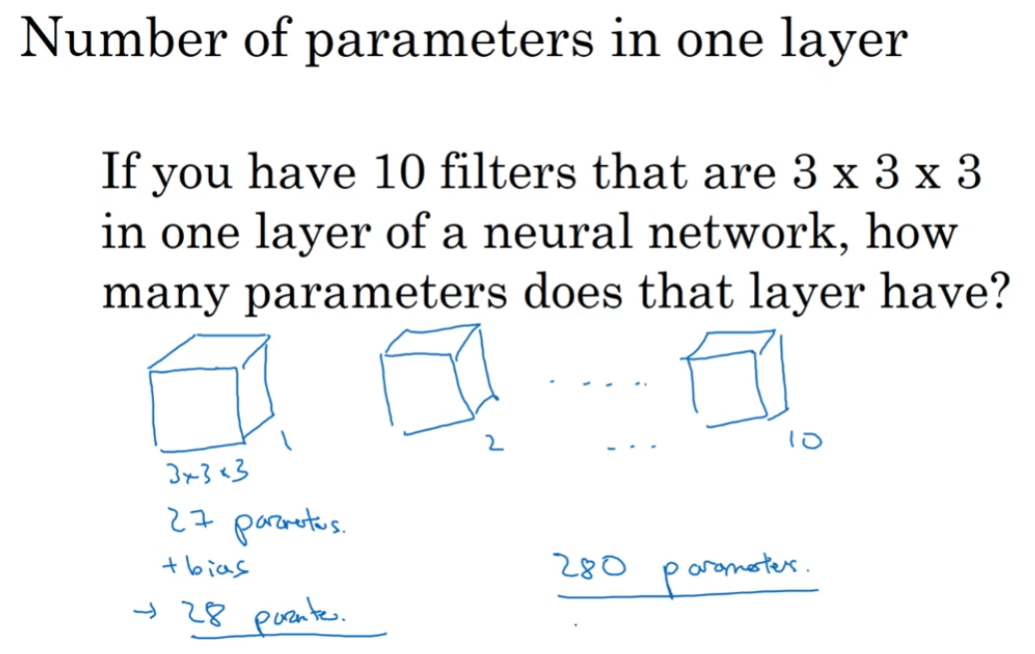 Number of parameters in one layer
If you have 10 filters that are 3 x 3 x 3
in one layer of a neural network, how
many parameters does that layer have?
1
2
10
3x3x3
27
+ bias
→ 28
280 parameters.